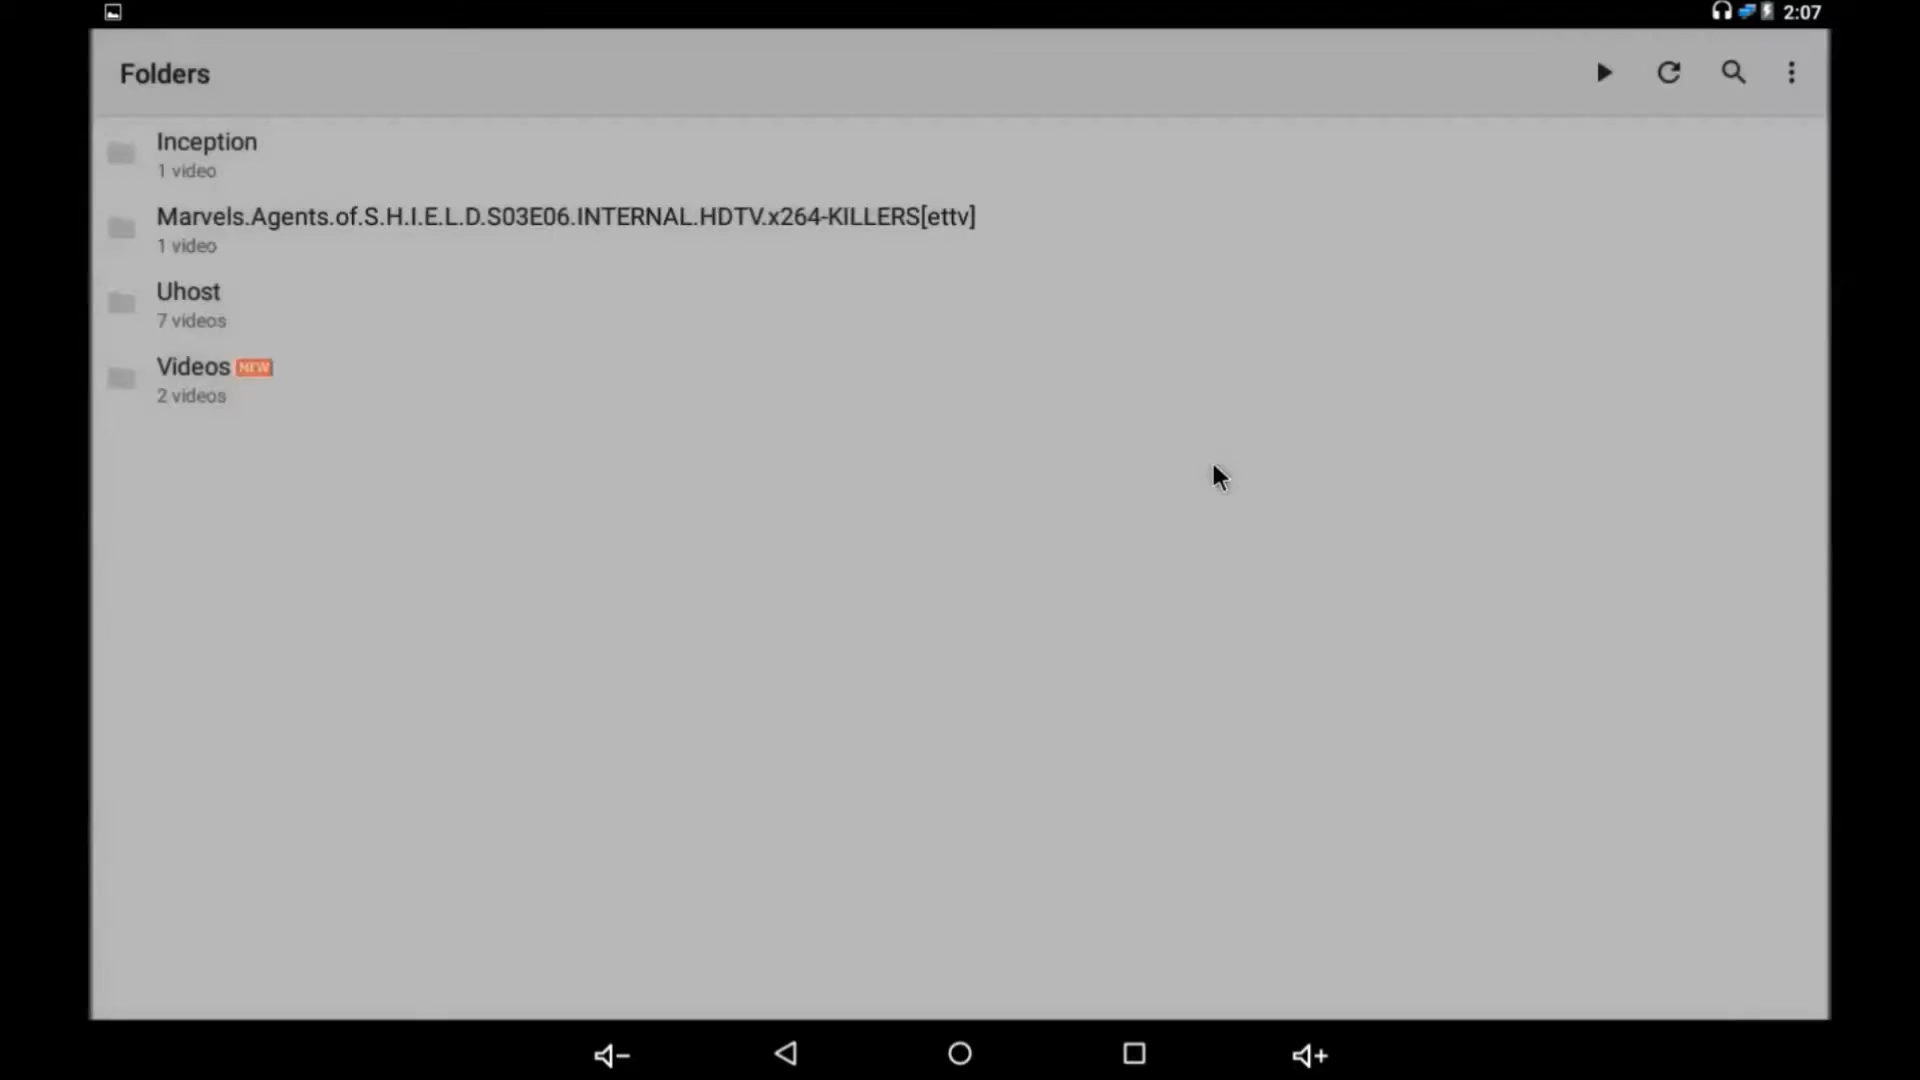 2:07
Folders
Inception
1 video
Marvels.Agents.of.S.H.I.E.L.D.S03E06.INTERNAL.HDTV.x264-KILLERS[ettv]
1 video
Uhost
7 videos
Videos NEW
2 videos